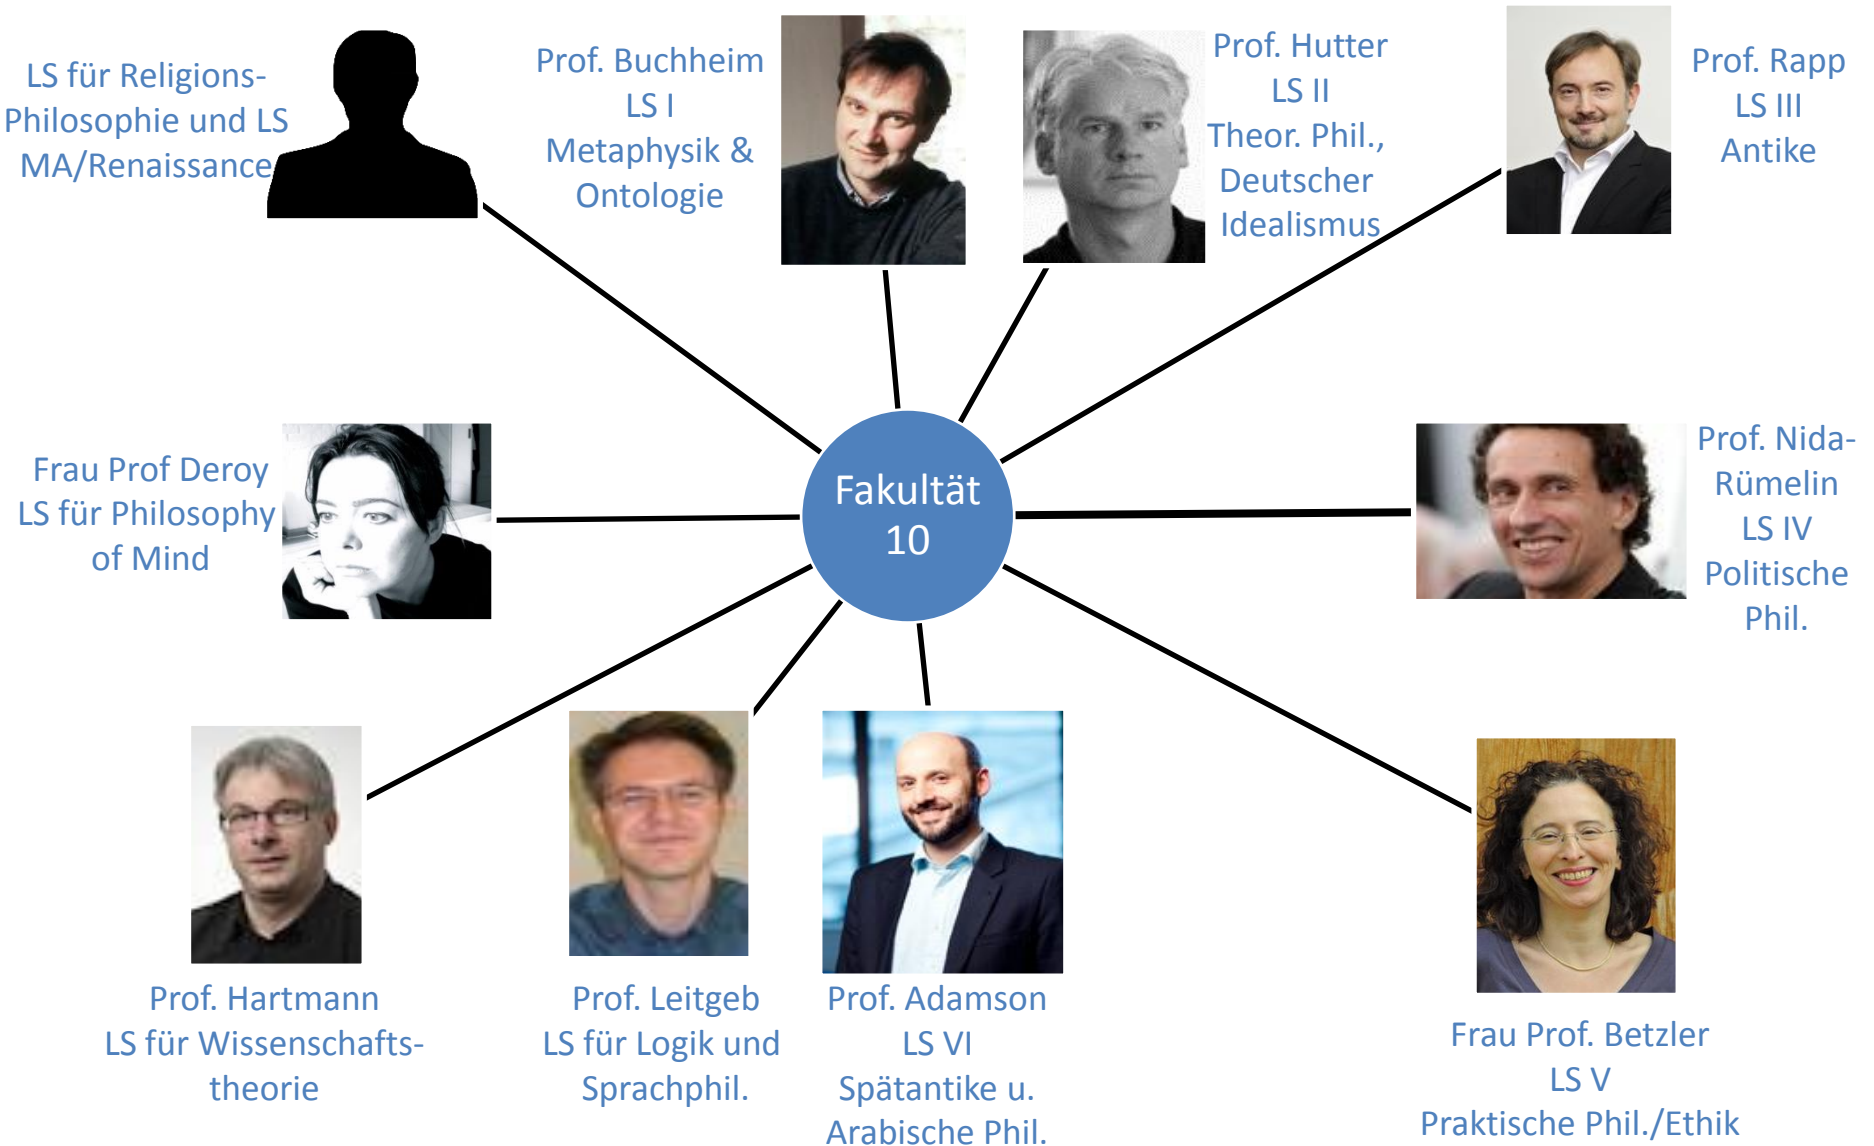 LS für Religions-
Philosophie und LS
MA/Renaissance
Prof. Buchheim
LS I
Metaphysik &
Ontologie
Prof. Hutter
LS II
Theor. Phil.,
Deutscher
Idealismus
Prof. Rapp
LS III
Antike
Frau Prof Deroy
LS für Philosophy
of Mind
Fakultät
10
Prof. Nida-
Rümelin
LS IV
Politische
Phil.
Prof. Hartmann
LS für Wissenschafts-
theorie
Prof. Leitgeb
LS für Logik und
Sprachphil.
Prof. Adamson
LS VI
Spätantike u.
Arabische Phil.
Frau Prof. Betzler
LS V
Praktische Phil./Ethik